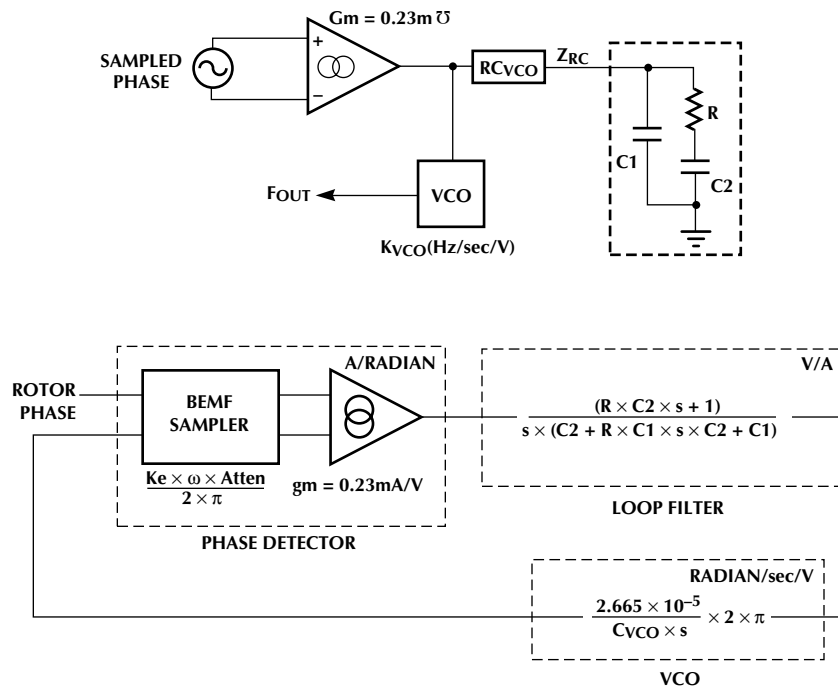 Gm = 0.23m ℧
SAMPLED
PHASE
+
−
RCVCO
ZRC
R
C1
C2
FOUT
VCO
KVCO(Hz/sec/V)
A/RADIAN
V/A
ROTOR
PHASE
BEMF
SAMPLER
(R × C2 × s + 1)
s × (C2 + R × C1 × s × C2 + C1)
Ke × ω × Atten
2 × π
gm = 0.23mA/V
LOOP FILTER
PHASE DETECTOR
RADIAN/sec/V
2.665 × 10–5
CVCO × s
× 2 × π
VCO